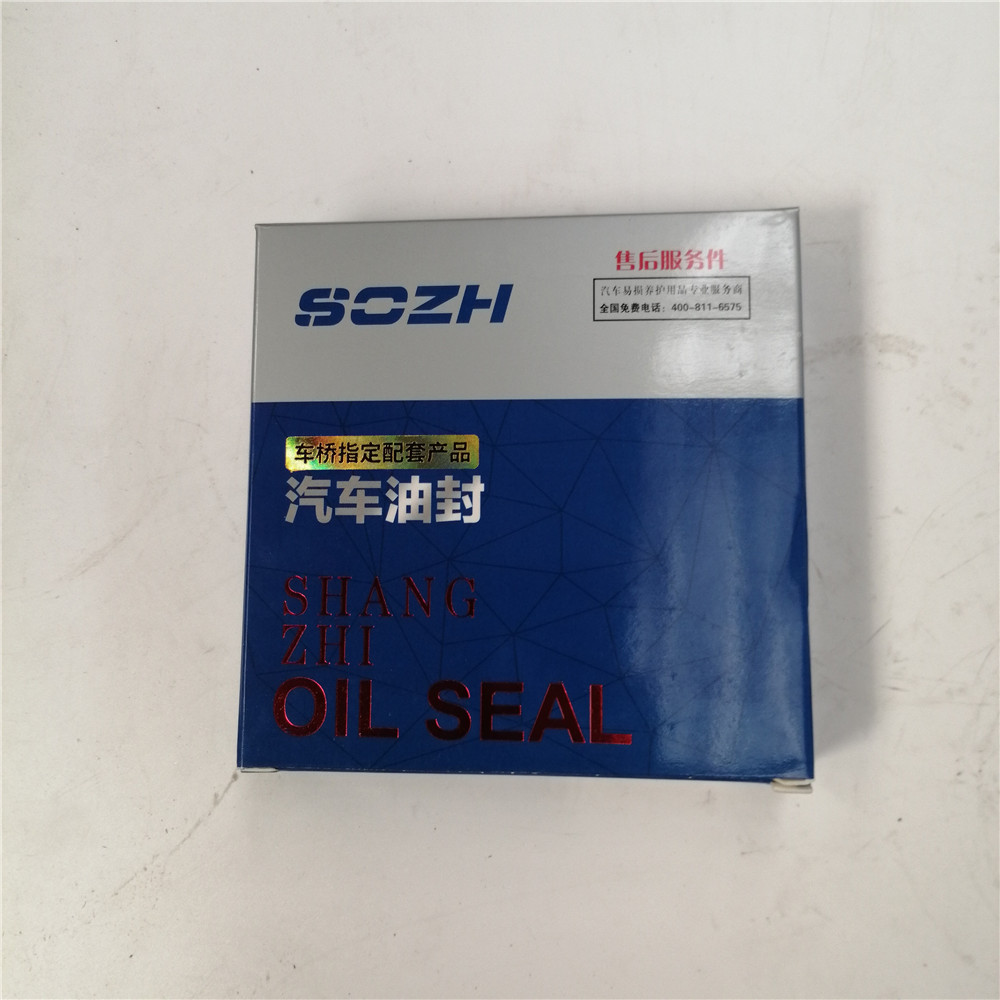 SOZH
售后服务件
汽车易损养护用品专业服务商
全国免费电话：400-811-6575
车桥指定配套产品
汽车油封
SHANG
ZHI
OIL SEAL